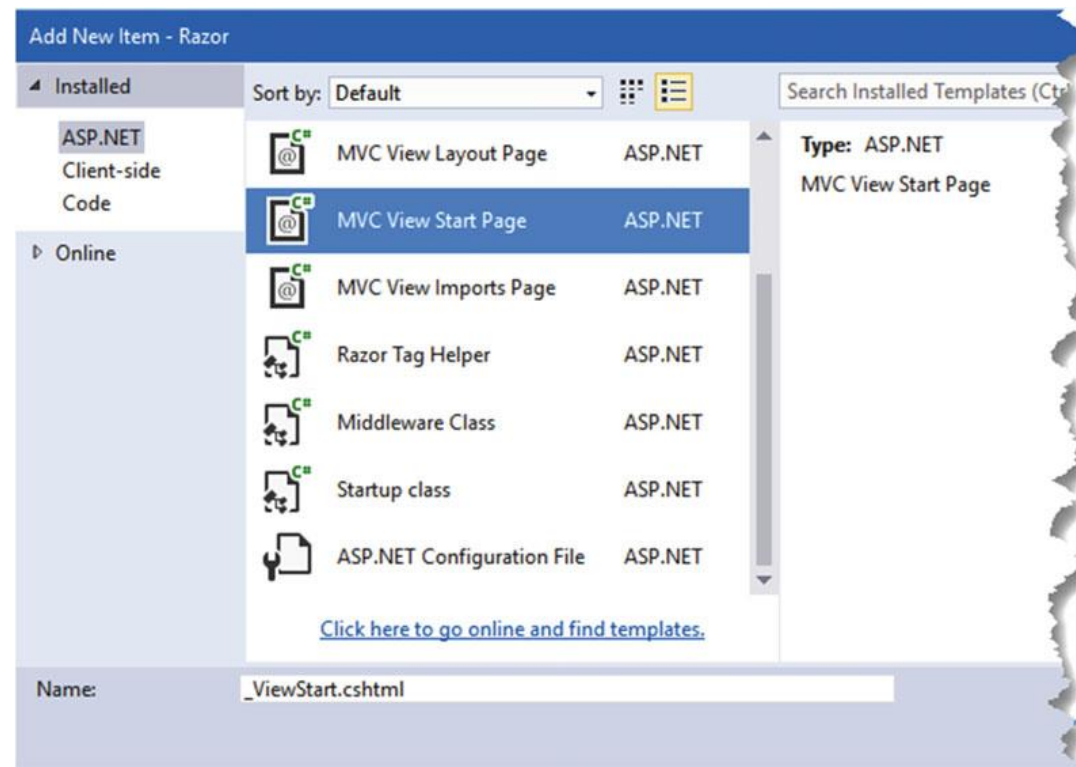 Add New Item - Razor
Installed
ASP.NET
Client-side
Code
Online
Sort by: Default
MVC View Layout Page ASP.NET
MVC View Start Page ASP.NET
MVC View Imports Page ASP.NET
Razor Tag Helper ASP.NET
Middleware Class ASP.NET
Startup class ASP.NET
ASP.NET Configuration File ASP.NET
Click here to go online and find templates.
Search Installed Templates
Type: ASP.NET
MVC View Start Page
Name: _ViewStart.cshtml